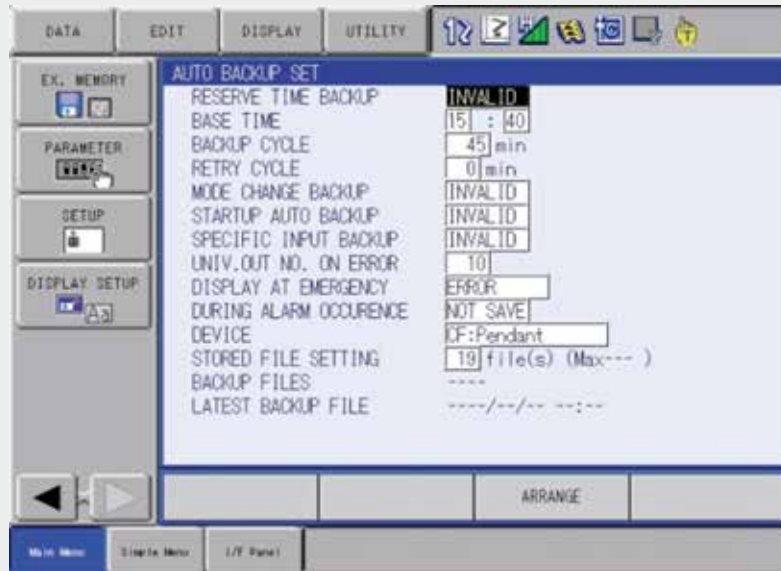 DATA EDIT DISPLAY UTILITY
EX. MEMORY
PARAMETER
SETUP
DISPLAY SETUP
Aa
AUTO BACKUP SET
RESERVE TIME BACKUP INVALID
BASE TIME 15 : 40
BACKUP CYCLE 45 min
RETRY CYCLE 0 min
MODE CHANGE BACKUP INVALID
STARTUP AUTO BACKUP INVALID
SPECIFIC INPUT BACKUP INVALID
UNIV.OUT NO. ON ERROR 10
DISPLAY AT EMERGENCY ERROR
DURING ALARM OCCURENCE NOT SAVE
DEVICE CF:Pendant
STORED FILE SETTING 19 file(s) (Max--- )
BACKUP FILES ----
LATEST BACKUP FILE ----/--/-- --:--
ARRANGE
Main Menu Simple Menu I/F Panel